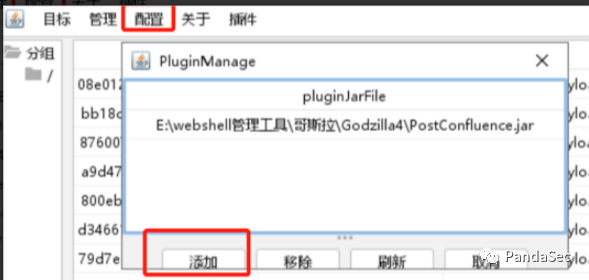 目标 管理 配置 关于 插件
分组
/
PluginManage
pluginJarFile
E:\webshell管理工具\哥斯拉\Godzilla4\PostConfluence.jar
08e012 ylo
bb18c ylo
87600 ylo
a9d47 ylo
800eb ylo
d3466 ylo
79d7e
添加 移除 刷新 取消
PandaSec